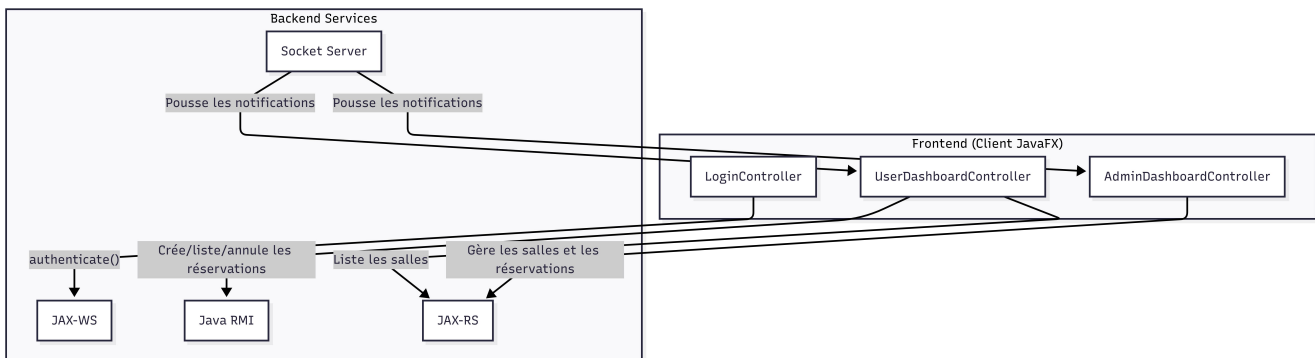 Backend Services
Socket Server
Pousse les notifications
Pousse les notifications
Frontend (Client JavaFX)
LoginController
UserDashboardController
AdminDashboardController
authenticate()
Crée/liste/annule les
réservations
Liste les salles
Gère les salles et les
réservations
JAX-WS
Java RMI
JAX-RS